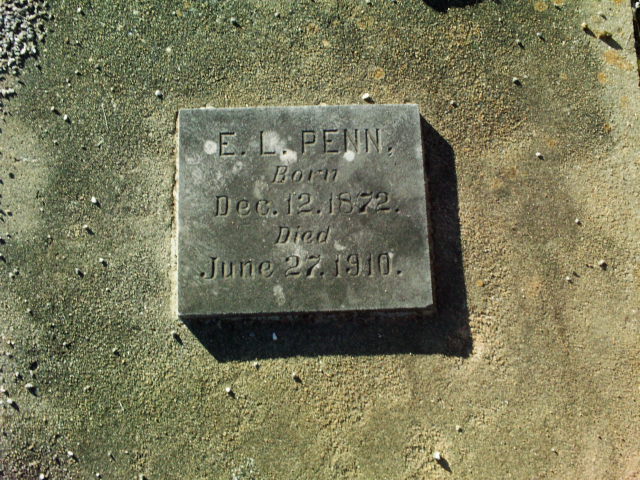 E. L. PENN.
Born
Dec. 12. 1872.
Died
June 27. 1910.